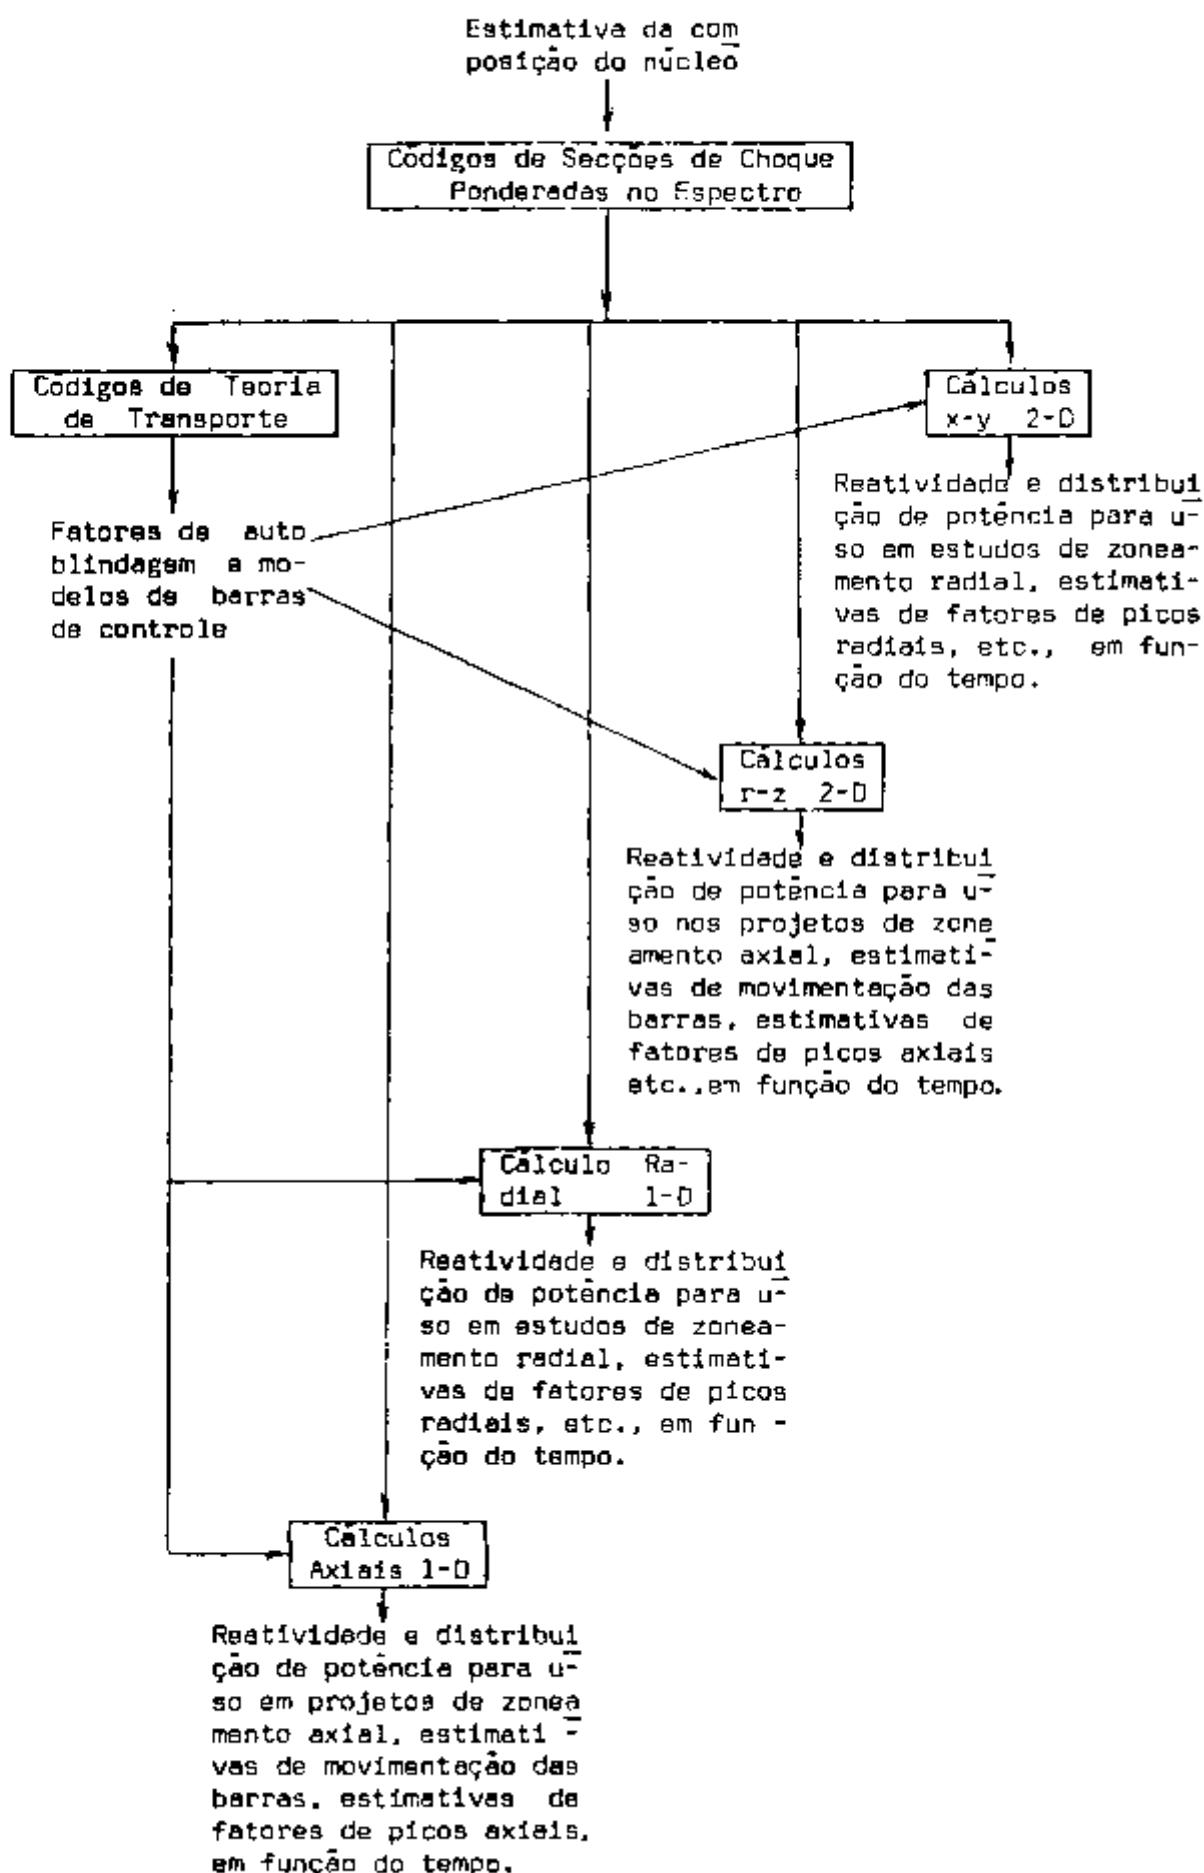 Estimativa da com
posição do núcleo
Códigos de Secções de Choque
Ponderadas no Espectro
Códigos de Teoria
de Transporte
Cálculos
x-y 2-D
Fatores de auto
blindagem e mo-
delos de barras
de controle
Reatividade e distribui
ção de potência para u-
so em estudos de zonea-
mento radial, estimati-
vas de fatores de picos
radiais, etc., em fun-
ção do tempo.
Cálculos
r-z 2-D
Reatividade e distribui
ção de potência para u-
so nos projetos de zone
amento axial, estimati-
vas de movimentação das
barras, estimativas de
fatores de picos axiais
etc.,em função do tempo.
Cálculo Ra-
dial 1-D
Reatividade e distribui
ção de potência para u-
so em estudos de zonea-
mento radial, estimati-
vas de fatores de picos
radiais, etc., em fun -
ção do tempo.
Cálculos
Axiais 1-D
Reatividade e distribui
ção de potência para u-
so em projetos de zonea
mento axial, estimati -
vas de movimentação das
barras, estimativas de
fatores de picos axiais,
em função do tempo.